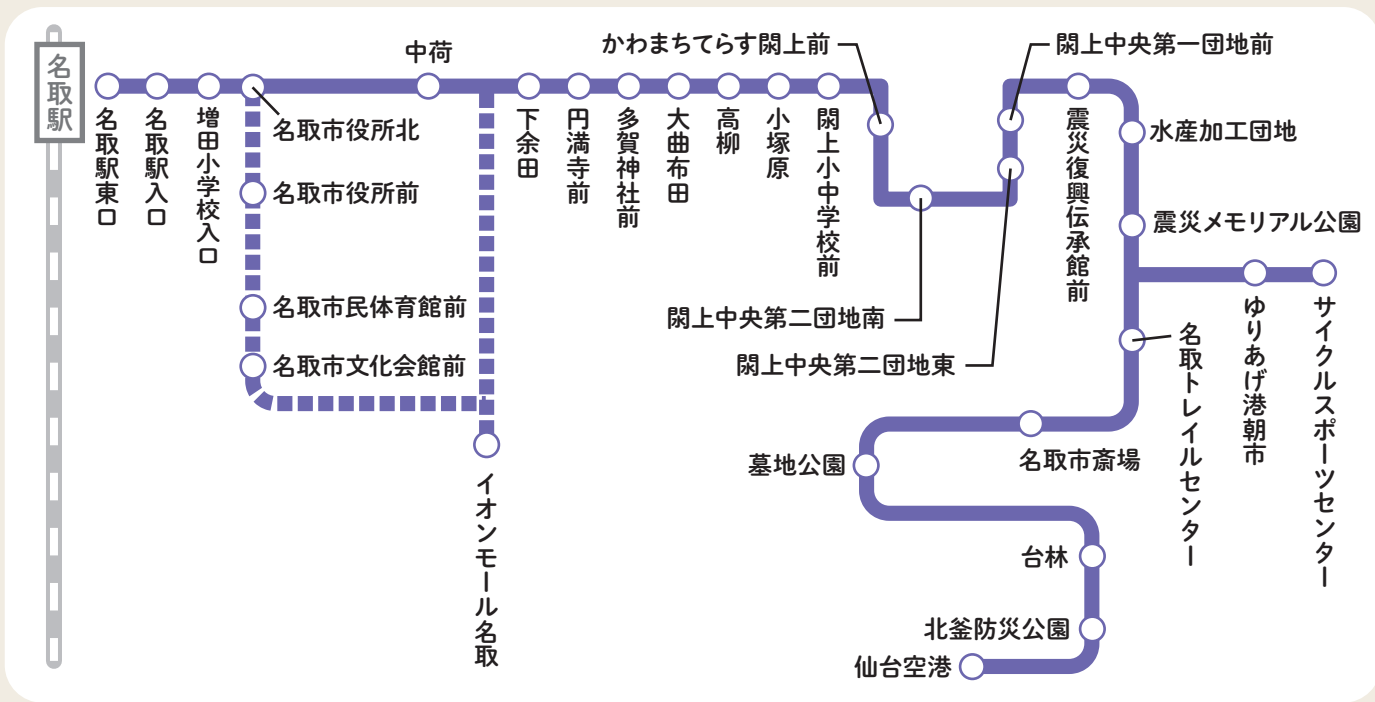 名取駅
名取駅東口
名取駅入口
増田小学校入口
名取市役所北
名取市役所前
名取市民体育館前
名取市文化会館前
中荷
イオンモール名取
下余田
円満寺前
多賀神社前
大曲布田
高柳
小塚原
閖上小中学校前
かわまちてらす閖上前
閖上中央第二団地南
閖上中央第二団地東
閖上中央第一団地前
震災復興伝承館前
水産加工団地
震災メモリアル公園
ゆりあげ港朝市
サイクルスポーツセンター
名取トレイルセンター
名取市斎場
墓地公園
台林
北釜防災公園
仙台空港